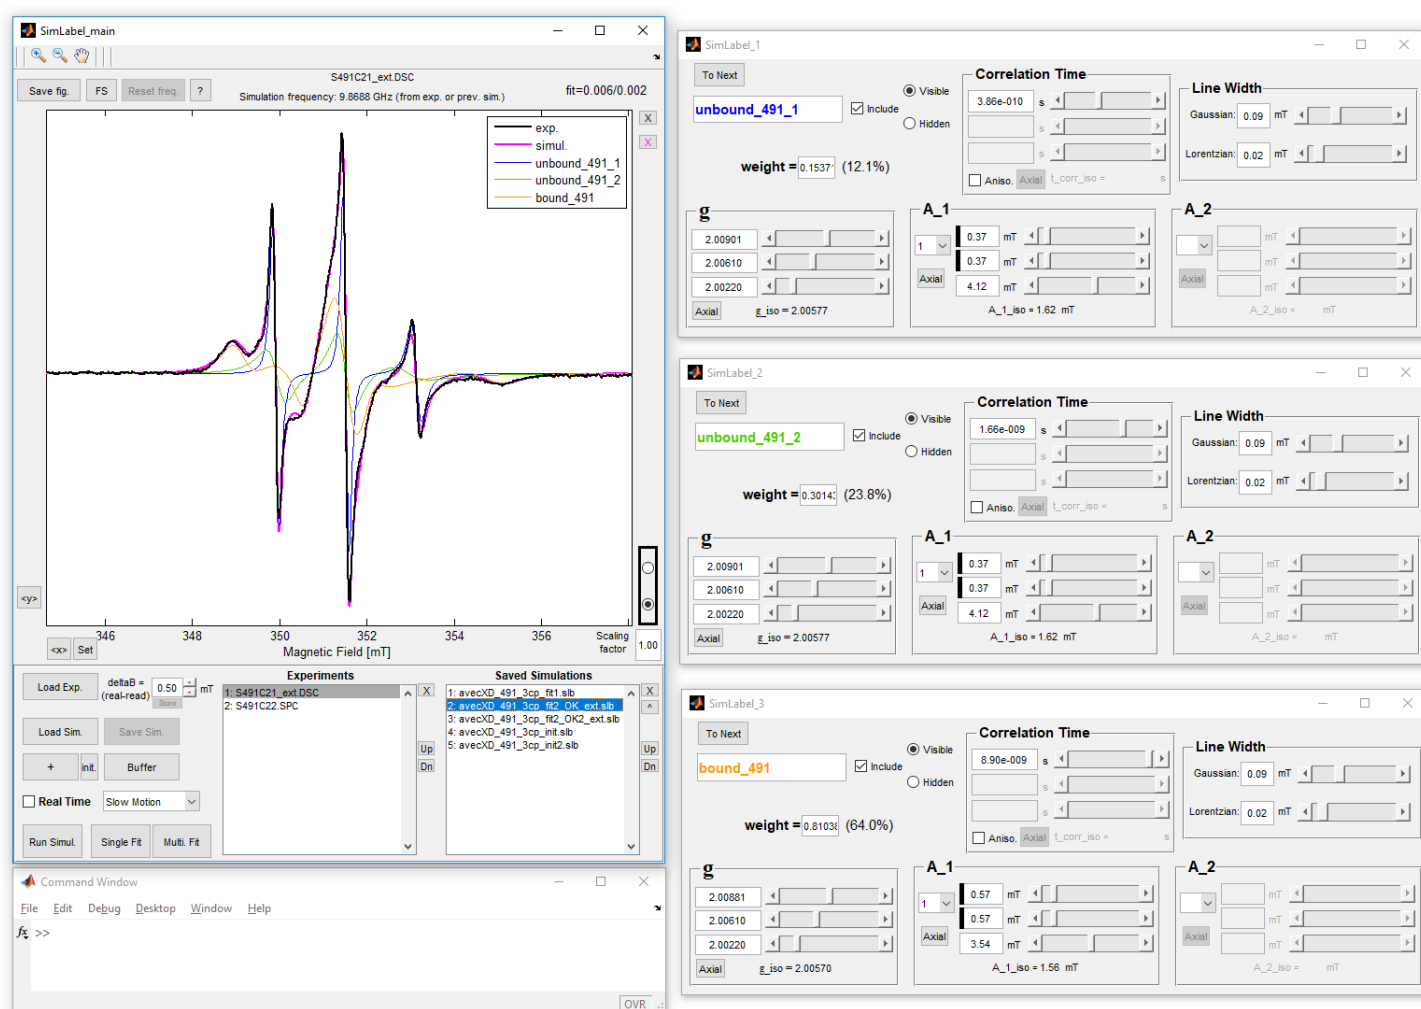 SimLabel_main
Save fig.
FS
Reset freq.
?
S491C21_ext.DSC
Simulation frequency: 9.8688 GHz (from exp. or prev. sim.)
fit=0.006/0.002
exp.
simul.
unbound_491_1
unbound_491_2
bound_491
X
X
<y>
346
348
350
352
354
356
Scaling
factor
1.00
<x>
Set
Magnetic Field [mT]
Load Exp.
deltaB =
(real-read)
0.50
mT
Store
Load Sim.
Save Sim.
+
init.
Buffer
Real Time
Slow Motion
Run Simul.
Single Fit
Multi. Fit
Experiments
1: S491C21_ext.DSC
2: S491C22.SPC
X
Up
Dn
Saved Simulations
1: avecXD_491_3cp_fit1.slb
2: avecXD_491_3cp_fit2_OK_ext.slb
3: avecXD_491_3cp_fit2_OK2_ext.slb
4: avecXD_491_3cp_init.slb
5: avecXD_491_3cp_init2.slb
X
^
Up
Dn
Command Window
File Edit Debug Desktop Window Help
fx >>
OVR
SimLabel_1
To Next
unbound_491_1
Include
Visible
Hidden
weight = 0.1537 (12.1%)
Correlation Time
3.86e-010 s
s
s
Aniso. Axial t_corr_iso = s
Line Width
Gaussian: 0.09 mT
Lorentzian: 0.02 mT
g
2.00901
2.00610
2.00220
Axial g_iso = 2.00577
A_1
1
0.37 mT
0.37 mT
Axial
4.12 mT
A_1_iso = 1.62 mT
A_2
mT
mT
Axial
mT
A_2_iso = mT
SimLabel_2
To Next
unbound_491_2
Include
Visible
Hidden
weight = 0.3014 (23.8%)
Correlation Time
1.66e-009 s
s
s
Aniso. Axial t_corr_iso = s
Line Width
Gaussian: 0.09 mT
Lorentzian: 0.02 mT
g
2.00901
2.00610
2.00220
Axial g_iso = 2.00577
A_1
1
0.37 mT
0.37 mT
Axial
4.12 mT
A_1_iso = 1.62 mT
A_2
mT
mT
Axial
mT
A_2_iso = mT
SimLabel_3
To Next
bound_491
Include
Visible
Hidden
weight = 0.8103 (64.0%)
Correlation Time
8.90e-009 s
s
s
Aniso. Axial t_corr_iso = s
Line Width
Gaussian: 0.09 mT
Lorentzian: 0.02 mT
g
2.00881
2.00610
2.00220
Axial g_iso = 2.00570
A_1
1
0.57 mT
0.57 mT
Axial
3.54 mT
A_1_iso = 1.56 mT
A_2
mT
mT
Axial
mT
A_2_iso = mT